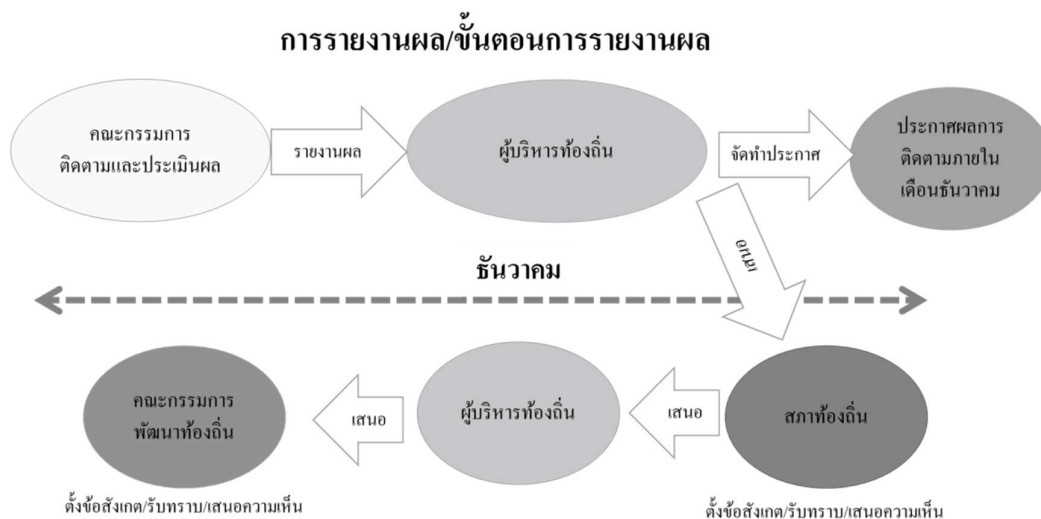 การรายงานผล/ขั้นตอนการรายงานผล
คณะกรรมการ
ติดตามและประเมินผล
รายงานผล
ผู้บริหารท้องถิ่น
จัดทำประกาศ
ประกาศผลการ
ติดตามภายใน
เดือนธันวาคม
เสนอ
ธันวาคม
คณะกรรมการ
พัฒนาท้องถิ่น
เสนอ
ผู้บริหารท้องถิ่น
เสนอ
สภาท้องถิ่น
ตั้งข้อสังเกต/รับทราบ/เสนอความเห็น
ตั้งข้อสังเกต/รับทราบ/เสนอความเห็น